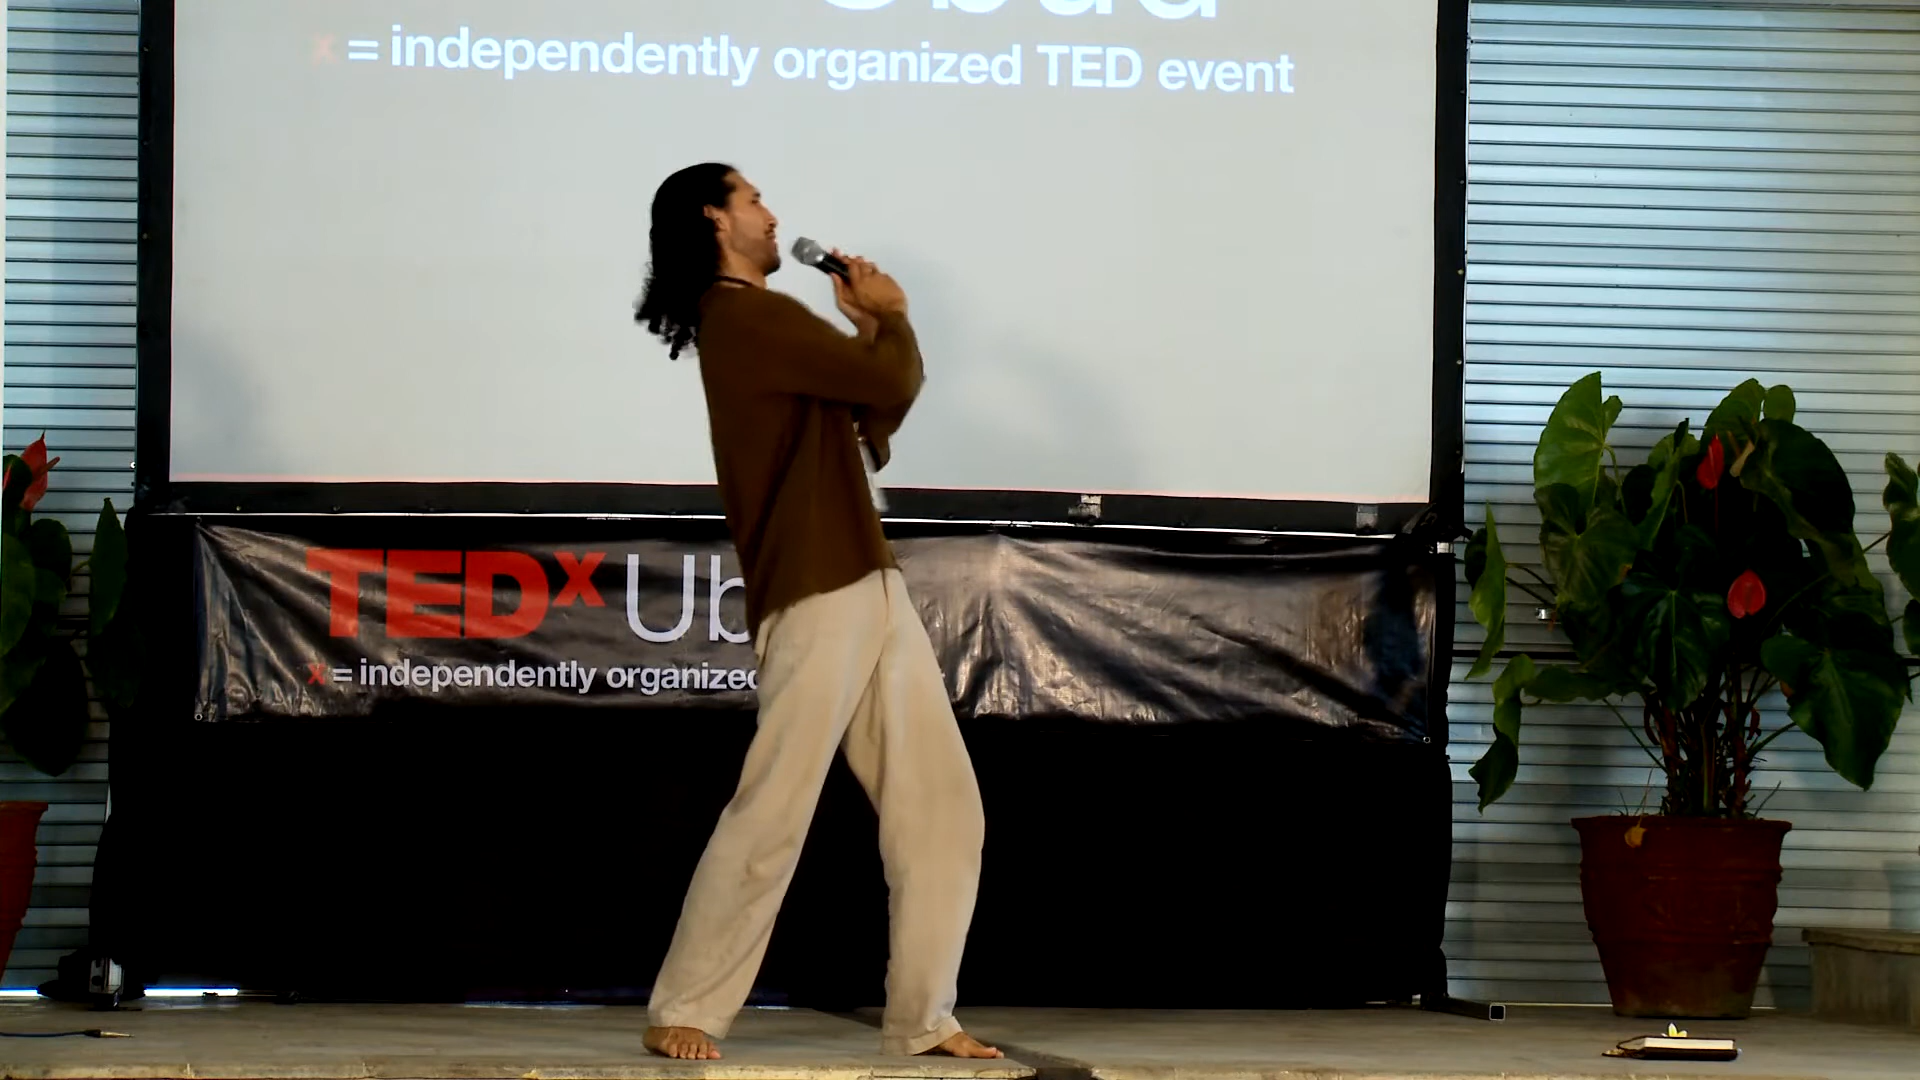 x = independently organized TED event
TEDx Ub
x = independently organized